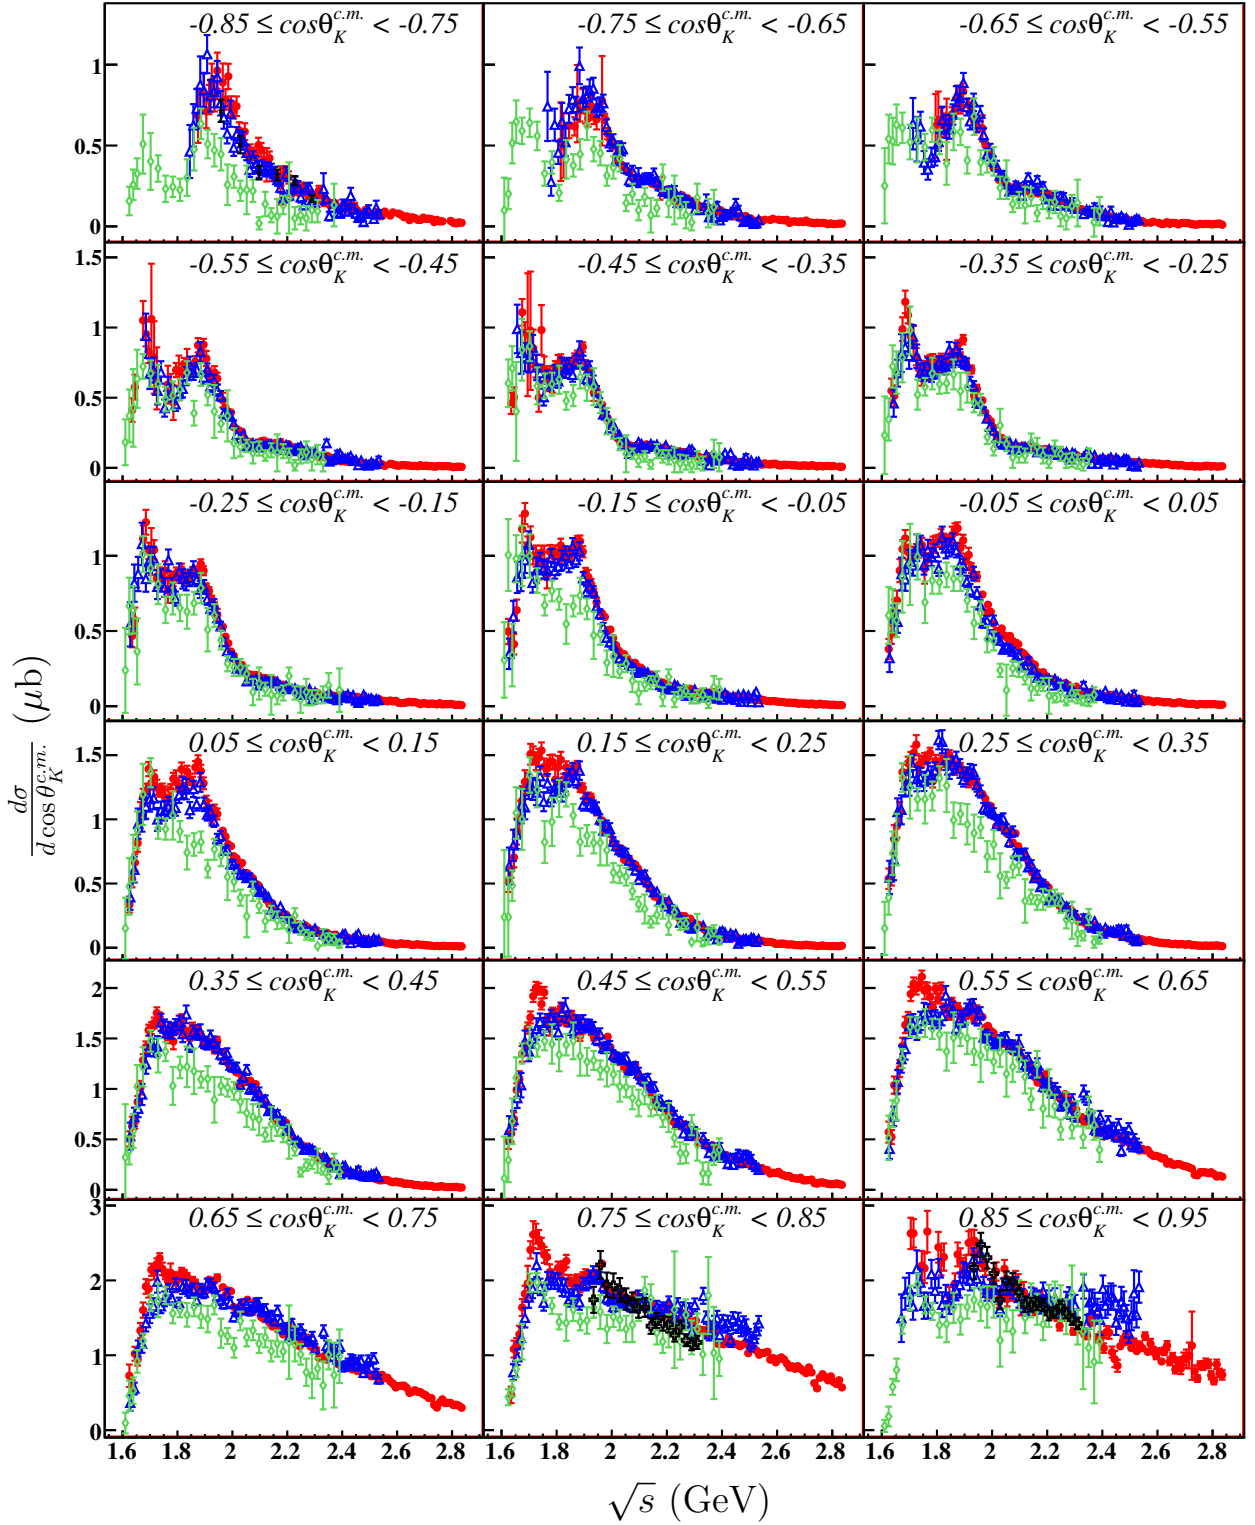 -0.85 ≤ cosθ_K^{c.m.} < -0.75
-0.75 ≤ cosθ_K^{c.m.} < -0.65
-0.65 ≤ cosθ_K^{c.m.} < -0.55
1
0.5
0
-0.55 ≤ cosθ_K^{c.m.} < -0.45
-0.45 ≤ cosθ_K^{c.m.} < -0.35
-0.35 ≤ cosθ_K^{c.m.} < -0.25
1.5
1
0.5
0
-0.25 ≤ cosθ_K^{c.m.} < -0.15
-0.15 ≤ cosθ_K^{c.m.} < -0.05
-0.05 ≤ cosθ_K^{c.m.} < 0.05
1
0.5
0
dσ/d cos θ_K^{c.m.} (μb)
0.05 ≤ cosθ_K^{c.m.} < 0.15
0.15 ≤ cosθ_K^{c.m.} < 0.25
0.25 ≤ cosθ_K^{c.m.} < 0.35
1.5
1
0.5
0
0.35 ≤ cosθ_K^{c.m.} < 0.45
0.45 ≤ cosθ_K^{c.m.} < 0.55
0.55 ≤ cosθ_K^{c.m.} < 0.65
2
1.5
1
0.5
0
0.65 ≤ cosθ_K^{c.m.} < 0.75
0.75 ≤ cosθ_K^{c.m.} < 0.85
0.85 ≤ cosθ_K^{c.m.} < 0.95
3
2
1
0
1.6 1.8 2 2.2 2.4 2.6 2.8
1.6 1.8 2 2.2 2.4 2.6 2.8
1.6 1.8 2 2.2 2.4 2.6 2.8
√s (GeV)